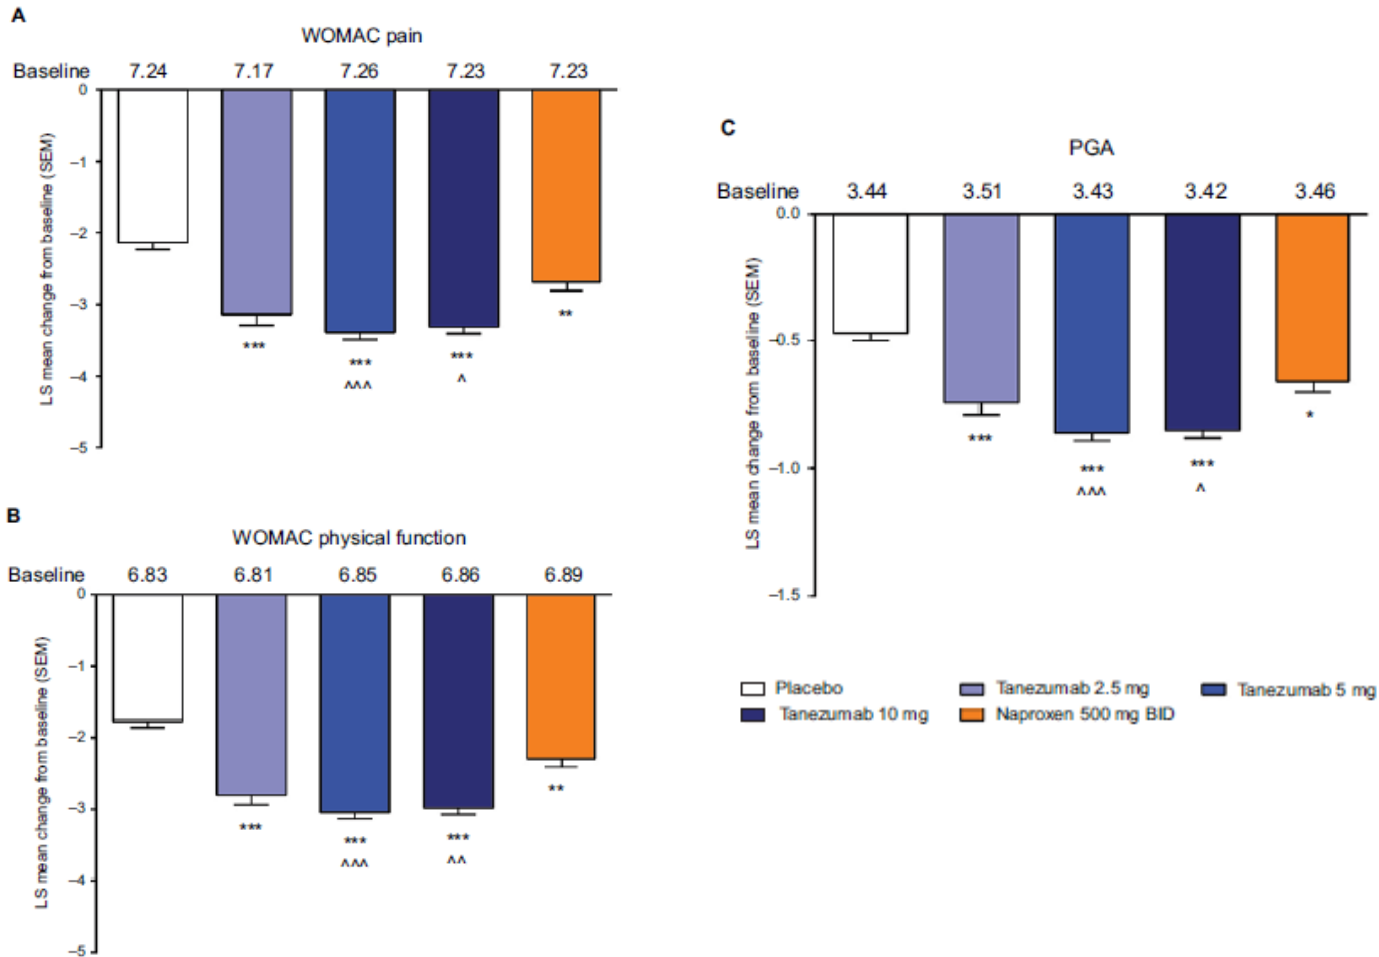 A
WOMAC pain
Baseline 7.24 7.17 7.26 7.23 7.23
0
–1
–2
–3
–4
–5
LS mean change from baseline (SEM)
***
***
^^^
***
^
**
B
WOMAC physical function
Baseline 6.83 6.81 6.85 6.86 6.89
0
–1
–2
–3
–4
–5
LS mean change from baseline (SEM)
***
***
^^^
***
^^
**
C
PGA
Baseline 3.44 3.51 3.43 3.42 3.46
0.0
–0.5
–1.0
–1.5
LS mean change from baseline (SEM)
***
***
^^^
***
^
*
Placebo Tanezumab 2.5 mg Tanezumab 5 mg
Tanezumab 10 mg Naproxen 500 mg BID